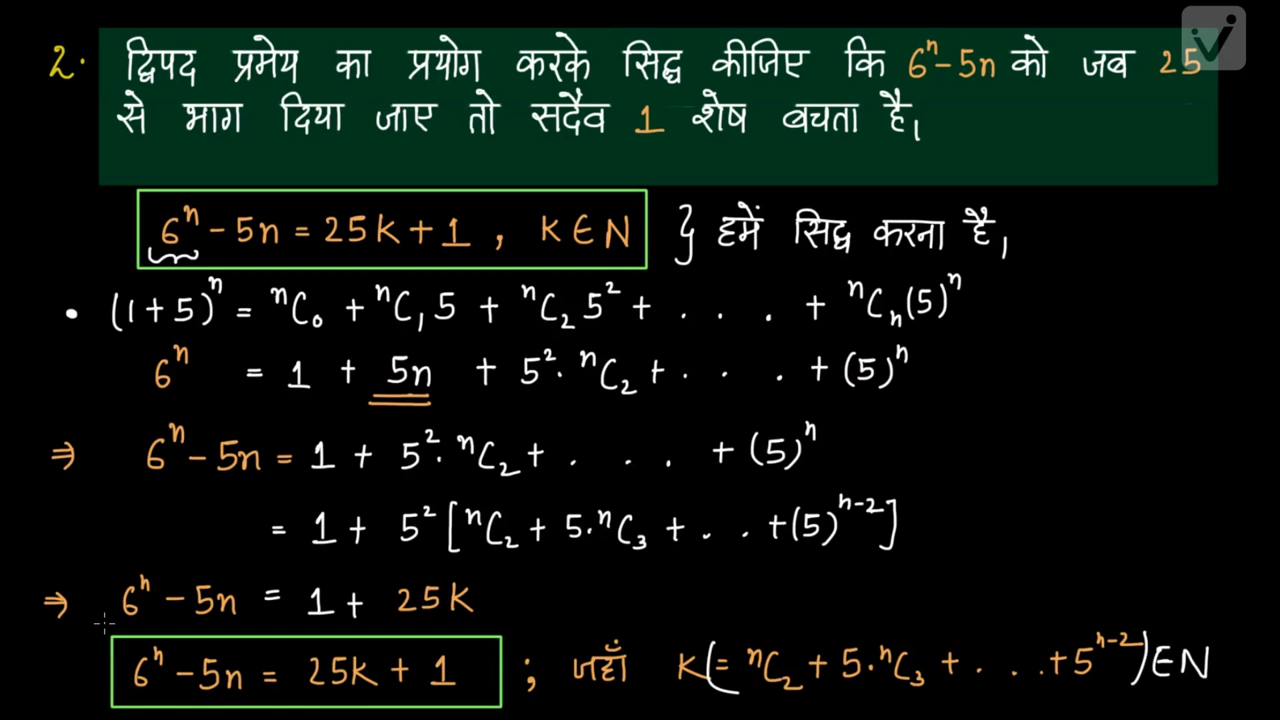 2. द्विपद प्रमेय का प्रयोग करके सिद्ध कीजिए कि 6ⁿ - 5n को जब 25
से भाग दिया जाए तो सदैव 1 शेष बचता है।
6ⁿ - 5n = 25k + 1 , K ∈ N } हमें सिद्ध करना है।
• (1+5)ⁿ = ⁿC₀ + ⁿC₁5 + ⁿC₂5² + . . . + ⁿCₙ(5)ⁿ
6ⁿ = 1 + 5n + 5². ⁿC₂ + . . . + (5)ⁿ
⇒ 6ⁿ - 5n = 1 + 5². ⁿC₂ + . . . + (5)ⁿ
= 1 + 5² [ⁿC₂ + 5.ⁿC₃ + . . . + (5)ⁿ⁻²]
⇒ 6ⁿ - 5n = 1 + 25K
6ⁿ - 5n = 25K + 1 ; जहाँ K(= ⁿC₂ + 5.ⁿC₃ + . . . + 5ⁿ⁻²) ∈ N